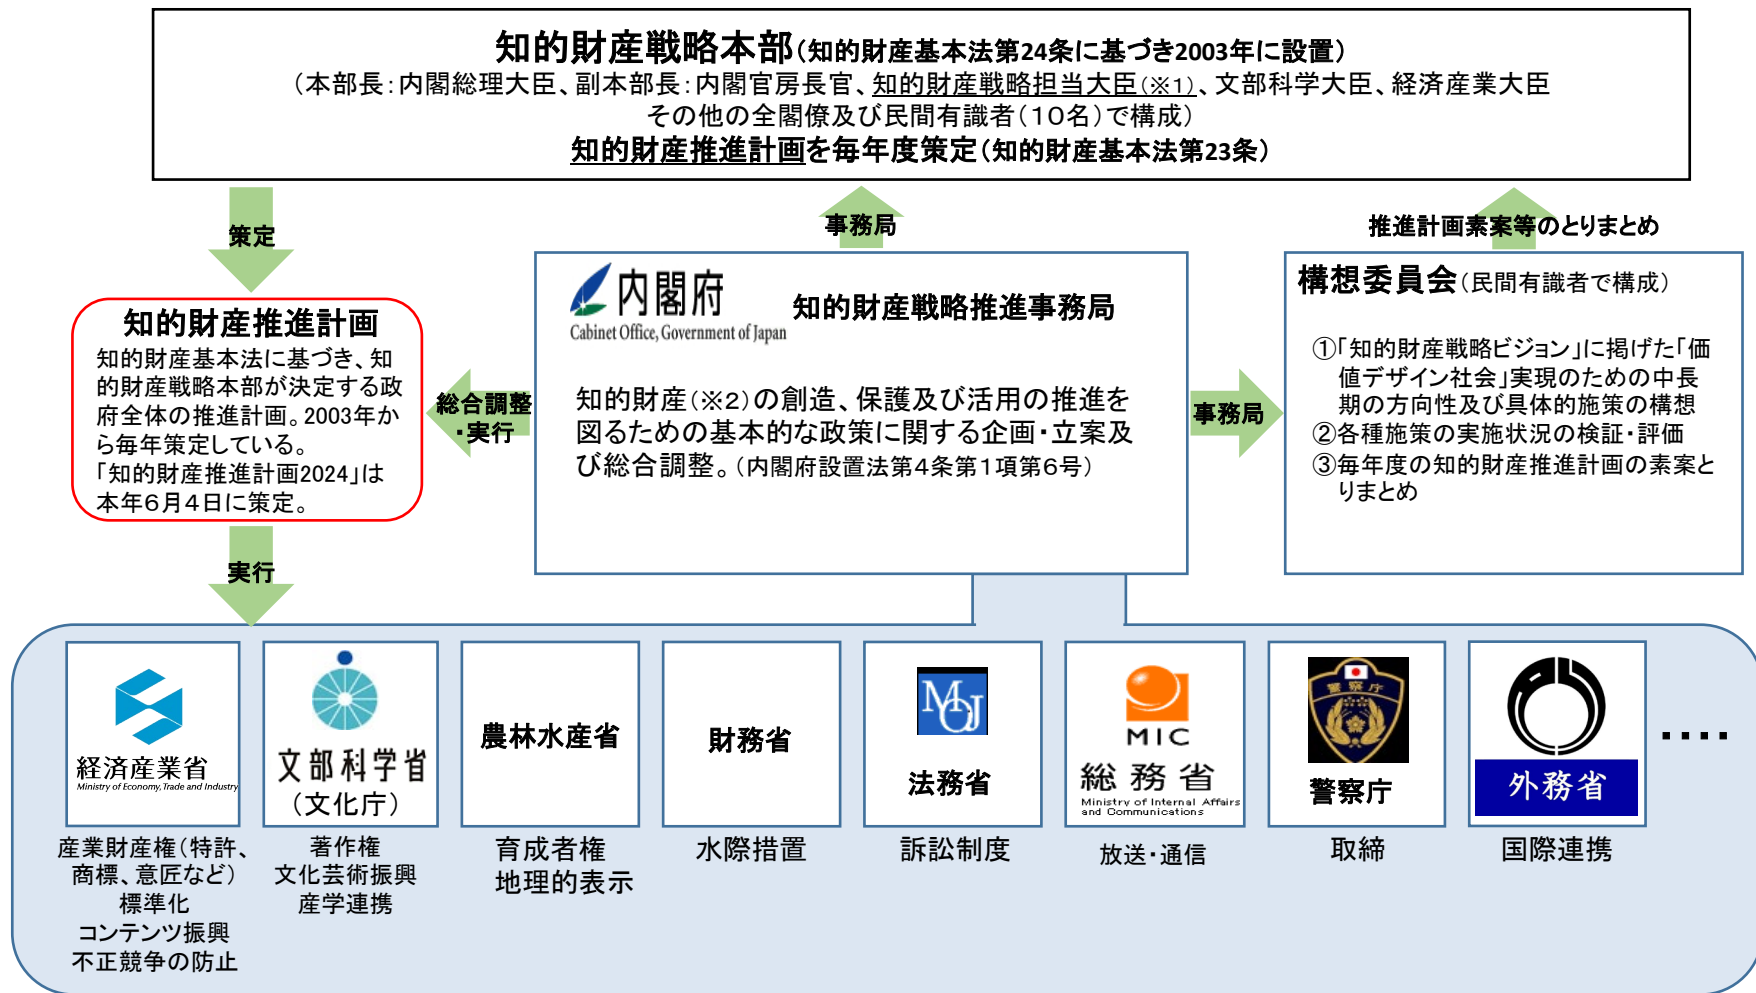 知的財産戦略本部(知的財産基本法第24条に基づき2003年に設置)
(本部長:内閣総理大臣、副本部長:内閣官房長官、知的財産戦略担当大臣(※1)、文部科学大臣、経済産業大臣
その他の全閣僚及び民間有識者(10名)で構成)
知的財産推進計画を毎年度策定(知的財産基本法第23条)
策定
事務局
推進計画素案等のとりまとめ
知的財産推進計画
知的財産基本法に基づき、知
的財産戦略本部が決定する政
府全体の推進計画。2003年か
ら毎年策定している。
「知的財産推進計画2024」は
本年6月4日に策定。
総合調整
・実行
内閣府
Cabinet Office, Government of Japan
知的財産戦略推進事務局
知的財産(※2)の創造、保護及び活用の推進を
図るための基本的な政策に関する企画・立案及
び総合調整。(内閣府設置法第4条第1項第6号)
事務局
構想委員会(民間有識者で構成)
①「知的財産戦略ビジョン」に掲げた「価
値デザイン社会」実現のための中長
期の方向性及び具体的施策の構想
②各種施策の実施状況の検証・評価
③毎年度の知的財産推進計画の素案と
りまとめ
実行
経済産業省
Ministry of Economy, Trade and Industry
産業財産権(特許、
商標、意匠など)
標準化
コンテンツ振興
不正競争の防止
文部科学省
(文化庁)
著作権
文化芸術振興
産学連携
農林水産省
育成者権
地理的表示
財務省
水際措置
MOJ
法務省
訴訟制度
MIC
総務省
Ministry of Internal Affairs
and Communications
放送・通信
警察庁
警察庁
取締
外務省
国際連携
････